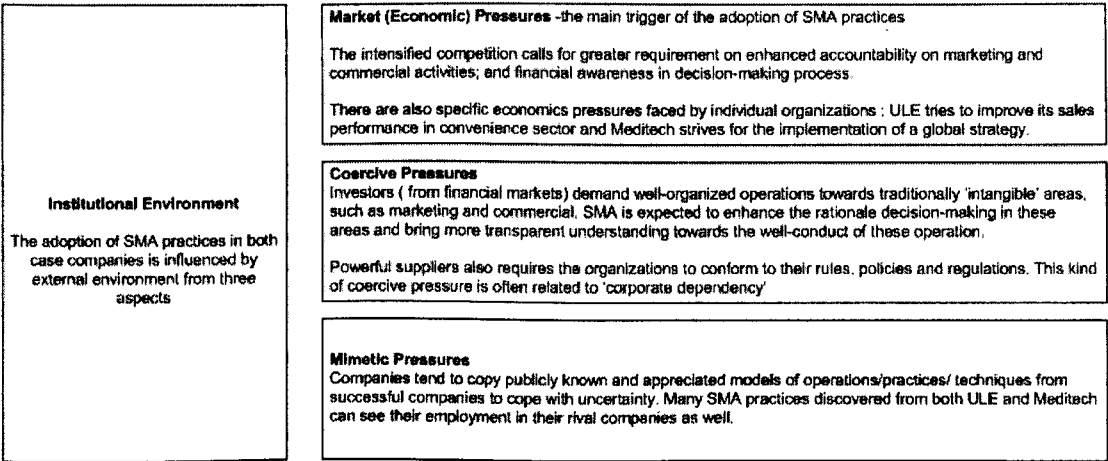 Institutional Environment
The adoption of SMA practices in both
case companies is influenced by
external environment from three
aspects
Market (Economic) Pressures -the main trigger of the adoption of SMA practices
The intensified competition calls for greater requirement on enhanced accountability on marketing and
commercial activities; and financial awareness in decision-making process.
There are also specific economics pressures faced by individual organizations : ULE tries to improve its sales
performance in convenience sector and Meditech strives for the implementation of a global strategy.
Coercive Pressures
Investors ( from financial markets) demand well-organized operations towards traditionally 'intangible' areas,
such as marketing and commercial. SMA is expected to enhance the rationale decision-making in these
areas and bring more transparent understanding towards the well-conduct of these operation.
Powerful suppliers also requires the organizations to conform to their rules, policies and regulations. This kind
of coercive pressure is often related to 'corporate dependency'
Mimetic Pressures
Companies tend to copy publicly known and appreciated models of operations/practices/ techniques from
successful companies to cope with uncertainty. Many SMA practices discovered from both ULE and Meditech
can see their employment in their rival companies as well.